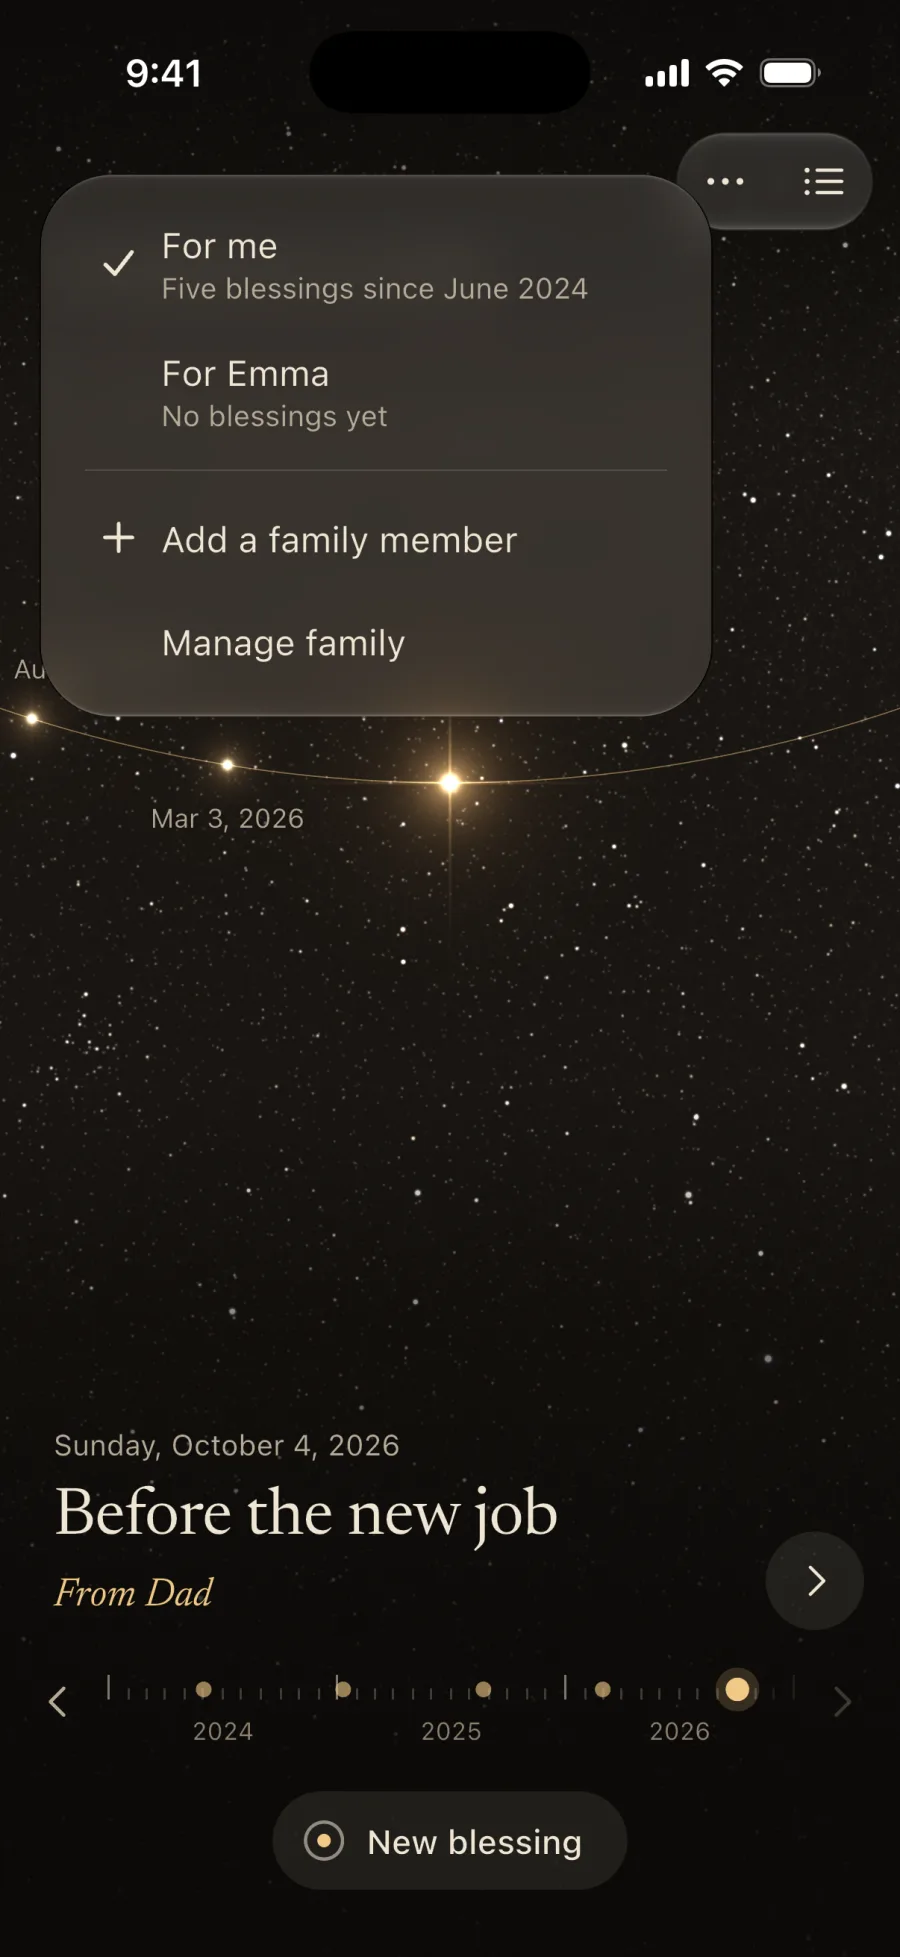 9:41
For me
Five blessings since June 2024
For Emma
No blessings yet
Add a family member
Manage family
Au
Mar 3, 2026
Sunday, October 4, 2026
Before the new job
From Dad
2024
2025
2026
New blessing